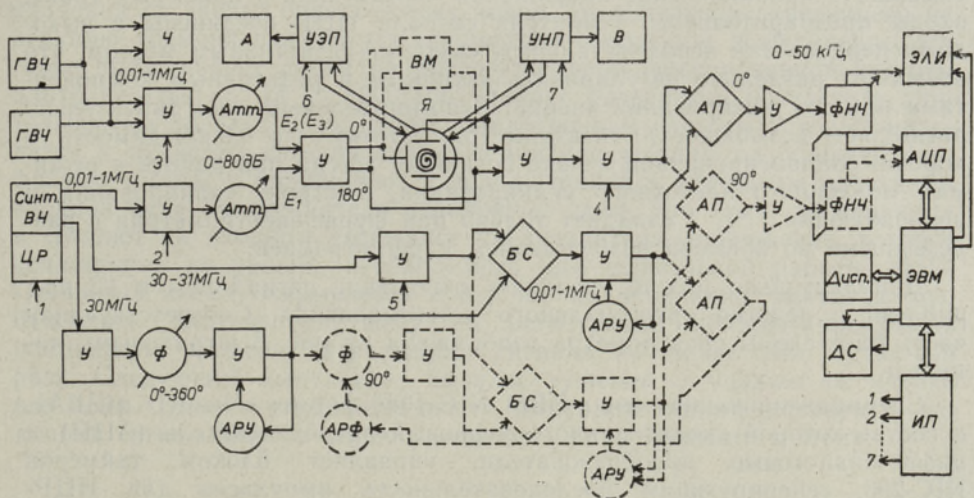 ГВЧ
Ч
А
УЭП
ВМ
УНП
В
0-50 кГц
ЭЛИ
0,01-1МГц
6
Я
7
0°
АП
У
ФНЧ
ГВЧ
У
Атт.
E₂(E₃)
0°
У
У
У
АЦП
3
0-80дБ
4
90°
0,01-1МГц
180°
АП
У
ФНЧ
Синт.
ВЧ
У
Атт.
E₁
ЦР
2
У
БС
У
АП
Дисп.
ЭВМ
1
30-31МГц
5
0,01-1МГц
30МГц
АРУ
ДС
У
Ф
У
Ф
У
0°-360°
90°
БС
У
1
2
7
ИП
АРУ
АРФ
АРУ